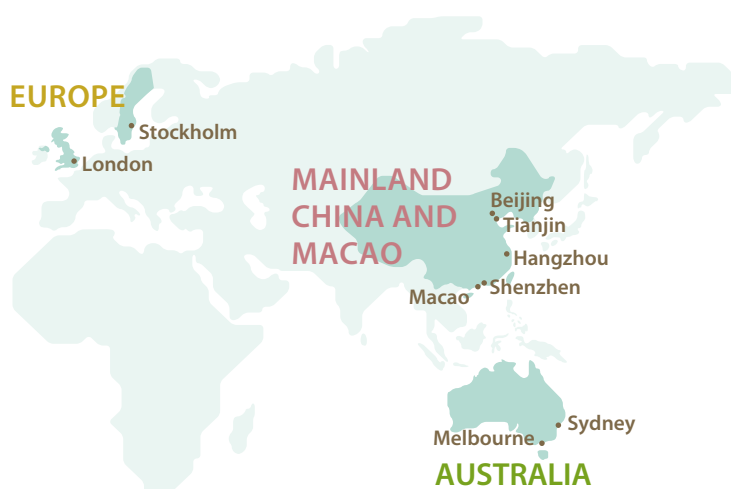 EUROPE
Stockholm
London
MAINLAND
CHINA AND
MACAO
Beijing
Tianjin
Hangzhou
Shenzhen
Macao
Sydney
Melbourne
AUSTRALIA